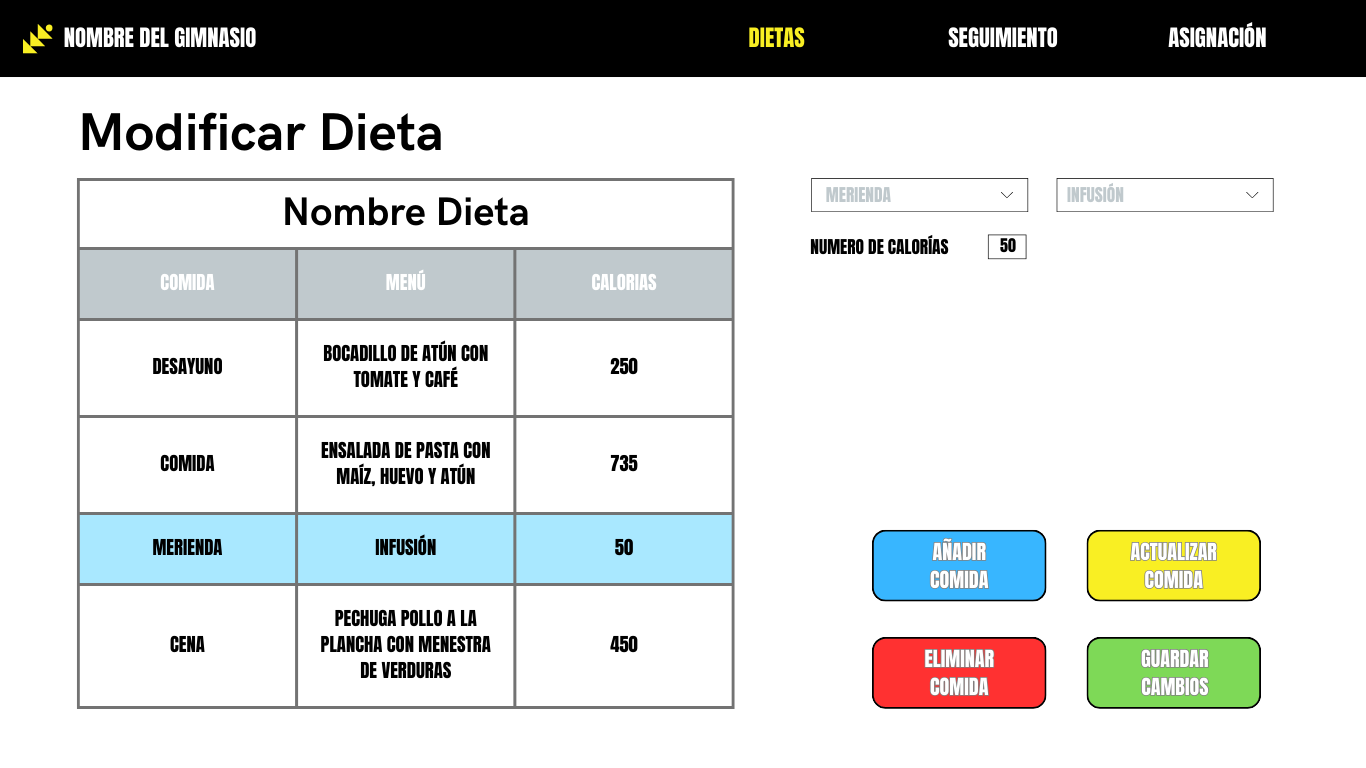 NOMBRE DEL GIMNASIO
DIETAS
SEGUIMIENTO
ASIGNACIÓN
Modificar Dieta
Nombre Dieta
COMIDA
MENÚ
CALORIAS
DESAYUNO
BOCADILLO DE ATÚN CON
TOMATE Y CAFÉ
250
COMIDA
ENSALADA DE PASTA CON
MAÍZ, HUEVO Y ATÚN
735
MERIENDA
INFUSIÓN
50
CENA
PECHUGA POLLO A LA
PLANCHA CON MENESTRA
DE VERDURAS
450
MERIENDA
INFUSIÓN
NUMERO DE CALORÍAS
50
AÑADIR
COMIDA
ACTUALIZAR
COMIDA
ELIMINAR
COMIDA
GUARDAR
CAMBIOS